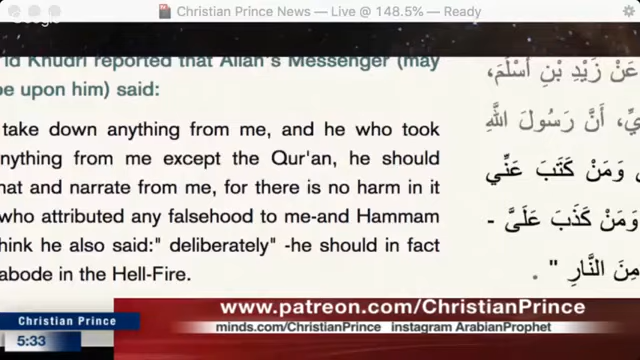 Christian Prince News — Live @ 148.5% — Ready
Khudri reported that Allah's Messenger (may
be upon him) said:
take down anything from me, and he who took
anything from me except the Qur'an, he should
hat and narrate from me, for there is no harm in it
who attributed any falsehood to me-and Hammam
hink he also said:" deliberately" -he should in fact
abode in the Hell-Fire.
عَنْ زَيْدِ بْنِ أَسْلَمَ،
أَنَّ رَسُولَ اللَّهِ
وَمَنْ كَتَبَ عَنِّي
وَمَنْ كَذَبَ عَلَىَّ -
مِنَ النَّارِ " .
www.patreon.com/ChristianPrince
minds.com/ChristianPrince instagram ArabianProphet
Christian Prince
5:33